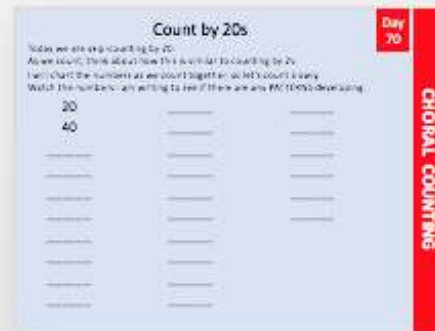 Count by 20s
Day
70
Today we are skip counting by 20.
As we count, think about how this is similar to counting by 2s
I will chart the numbers as we count together, so let's count slowly.
Watch the numbers I am writing to see if there are any PATTERNS developing.
20
40
CHORAL COUNTING